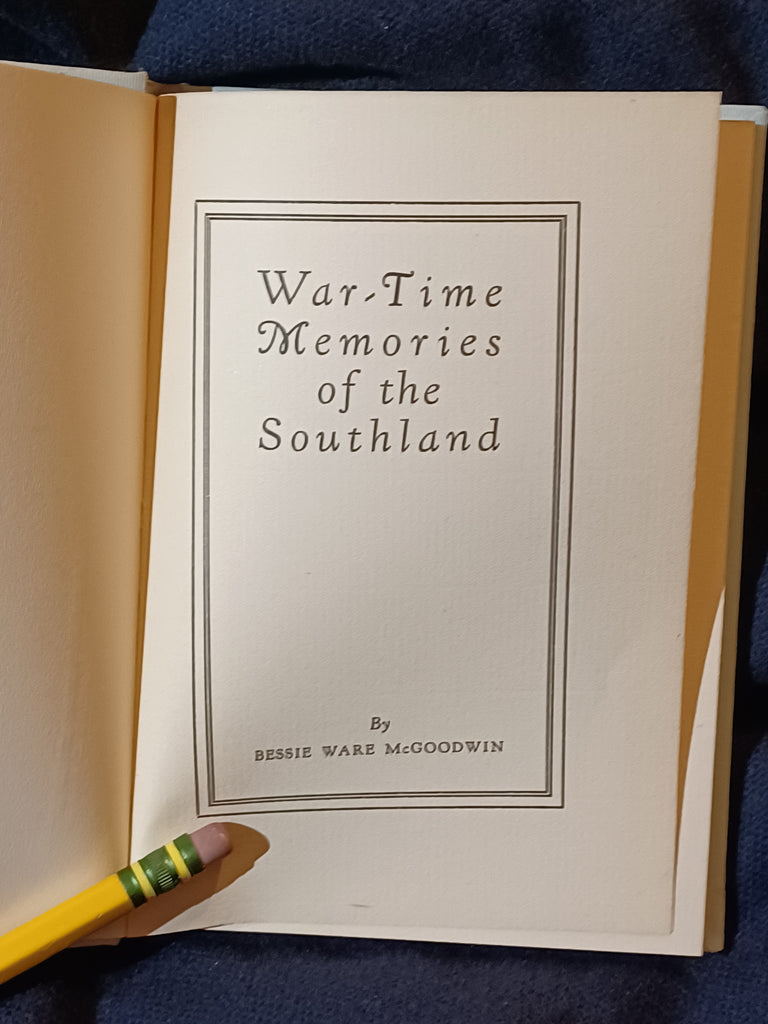 War-Time
Memories
of the
Southland
By
BESSIE WARE McGOODWIN